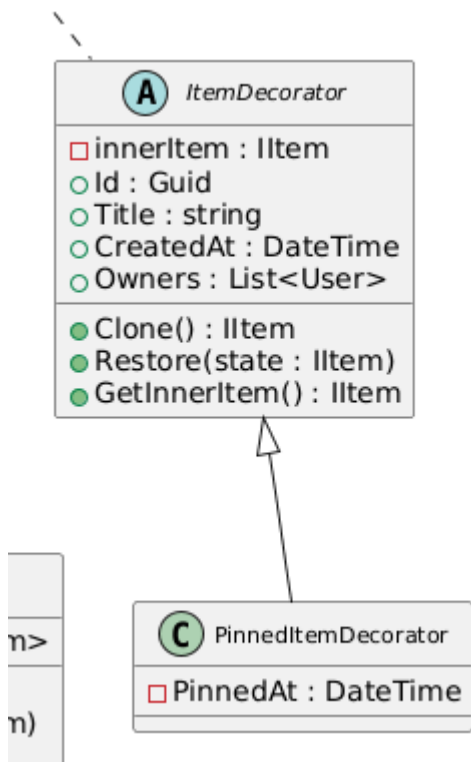 A ItemDecorator
innerItem : IItem
Id : Guid
Title : string
CreatedAt : DateTime
Owners : List<User>
Clone() : IItem
Restore(state : IItem)
GetInnerItem() : IItem
C PinnedItemDecorator
m>
PinnedAt : DateTime
m)